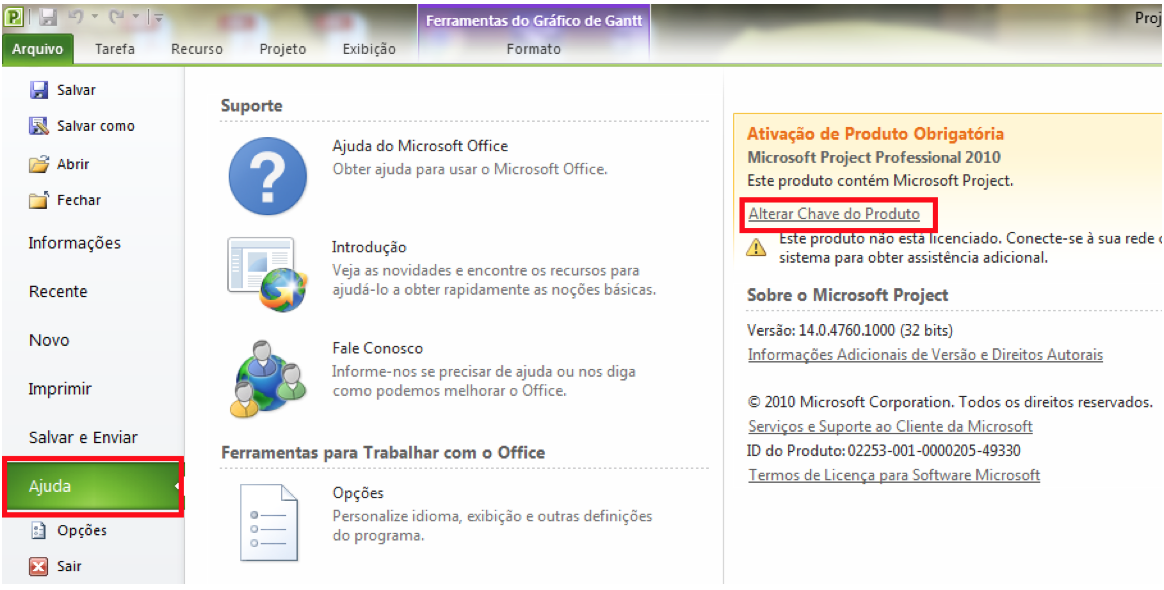 Ferramentas do Gráfico de Gantt
Proj
Arquivo Tarefa Recurso Projeto Exibição Formato
Salvar
Salvar como
Abrir
Fechar
Informações
Recente
Novo
Imprimir
Salvar e Enviar
Ajuda
Opções
Sair
Suporte
Ajuda do Microsoft Office
Obter ajuda para usar o Microsoft Office.
Introdução
Veja as novidades e encontre os recursos para
ajudá-lo a obter rapidamente as noções básicas.
Fale Conosco
Informe-nos se precisar de ajuda ou nos diga
como podemos melhorar o Office.
Ferramentas para Trabalhar com o Office
Opções
Personalize idioma, exibição e outras definições
do programa.
Ativação de Produto Obrigatória
Microsoft Project Professional 2010
Este produto contém Microsoft Project.
Alterar Chave do Produto
Este produto não está licenciado. Conecte-se à sua rede
sistema para obter assistência adicional.
Sobre o Microsoft Project
Versão: 14.0.4760.1000 (32 bits)
Informações Adicionais de Versão e Direitos Autorais
© 2010 Microsoft Corporation. Todos os direitos reservados.
Serviços e Suporte ao Cliente da Microsoft
ID do Produto: 02253-001-0000205-49330
Termos de Licença para Software Microsoft